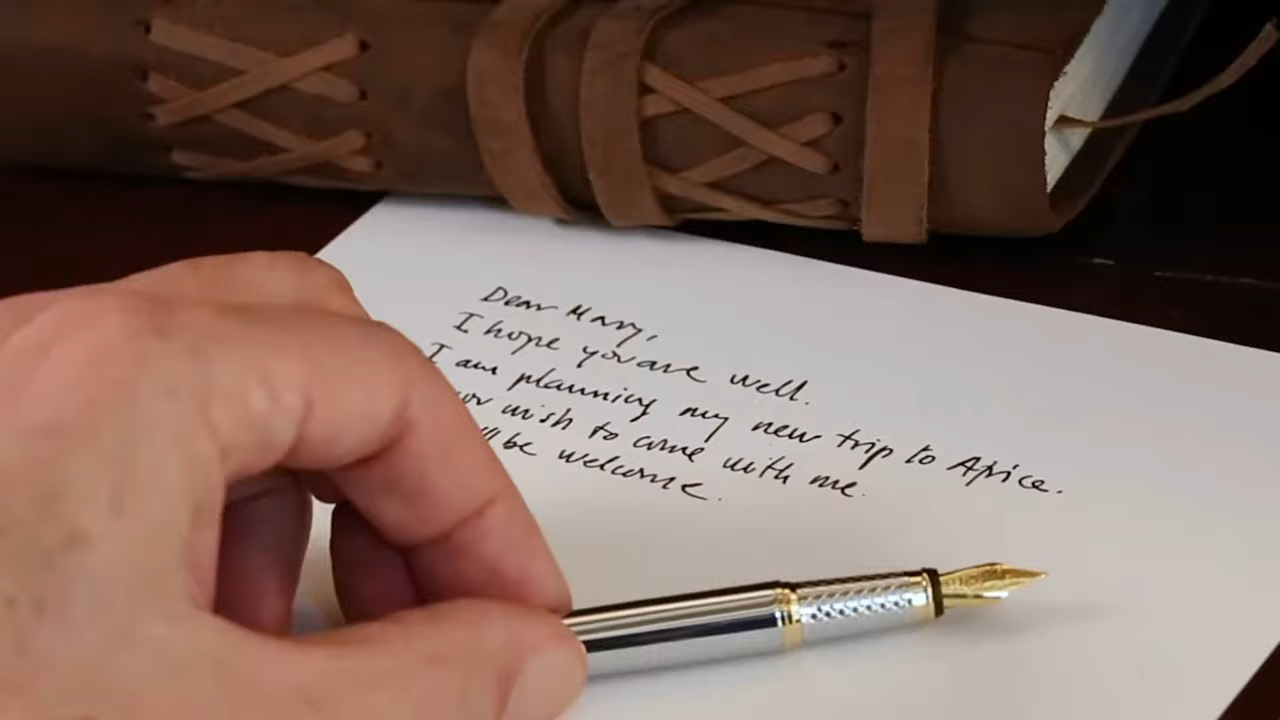 Dear Mary,
I hope you are well.
I am planning my new trip to Africa.
wish to come with me.
be welcome.